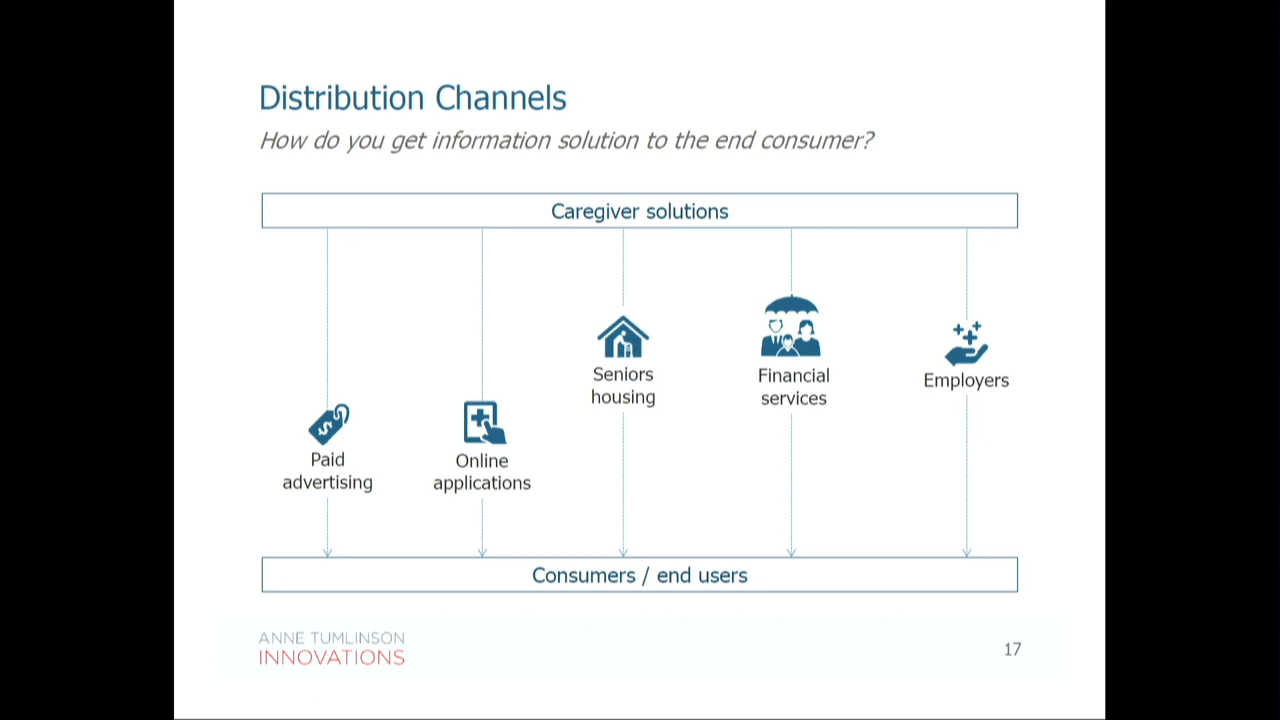 Distribution Channels
How do you get information solution to the end consumer?
Caregiver solutions
Seniors
housing
Financial
services
Employers
Paid
advertising
Online
applications
Consumers / end users
ANNE TUMLINSON
INNOVATIONS
17